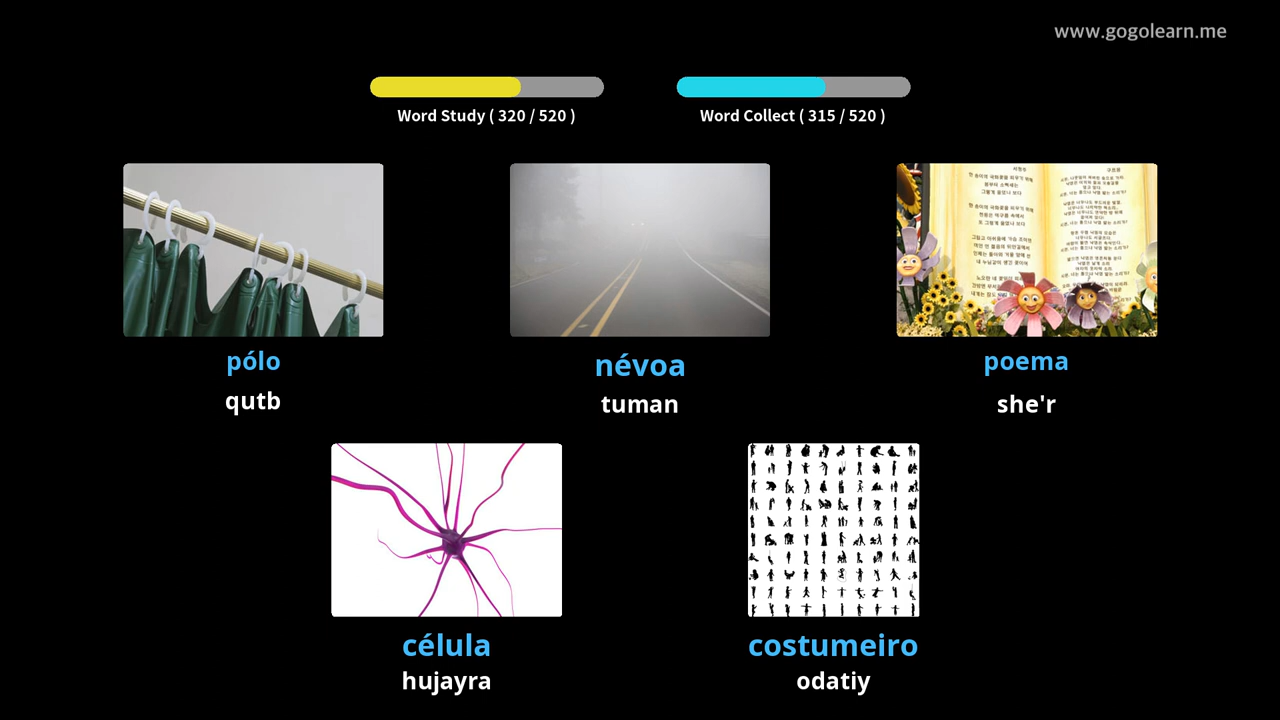 www.gogolearn.me
Word Study ( 320 / 520 )
Word Collect ( 315 / 520 )
pólo
qutb
névoa
tuman
poema
she'r
célula
hujayra
costumeiro
odatiy